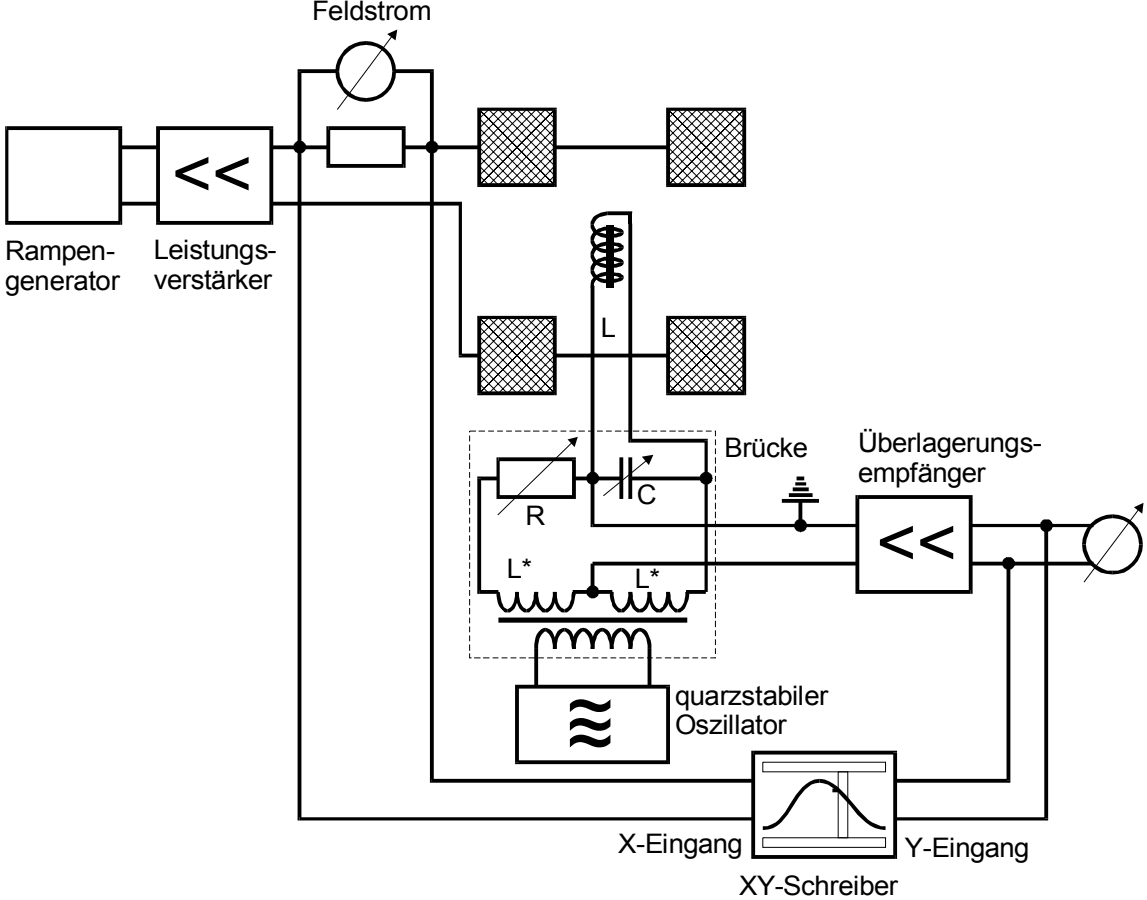 Feldstrom
<<
Rampen-
generator
Leistungs-
verstärker
L
Brücke
Überlagerungs-
empfänger
R
C
<<
L*
L*
quarzstabiler
Oszillator
X-Eingang
Y-Eingang
XY-Schreiber